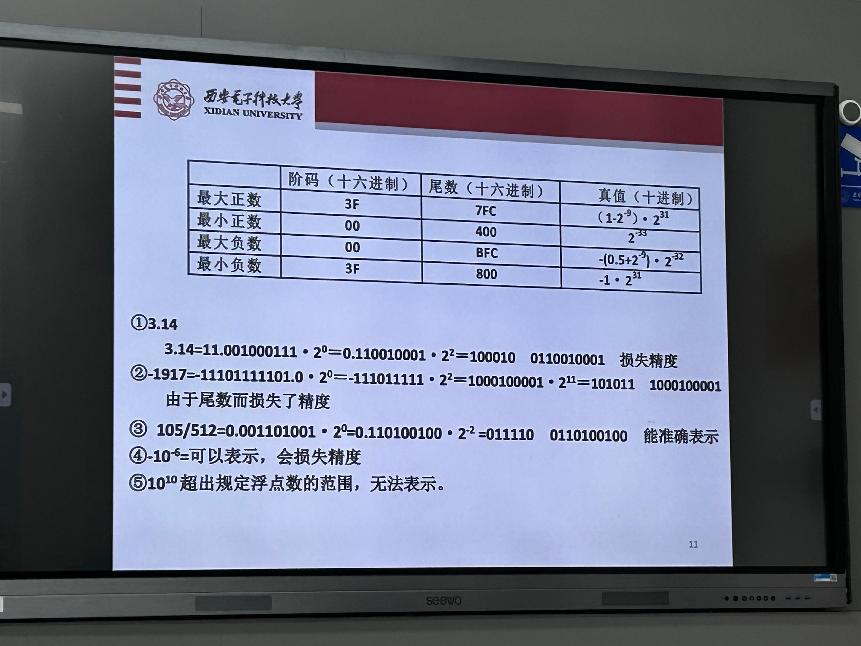 西安电子科技大学
XIDIAN UNIVERSITY
阶码（十六进制） 尾数（十六进制） 真值（十进制）
最大正数 3F 7FC （1-2⁻⁹）·2³¹
最小正数 00 400 2⁻³³
最大负数 00 BFC -(0.5+2⁻⁹)·2⁻³²
最小负数 3F 800 -1·2³¹
①3.14
3.14=11.001000111·2⁰=0.110010001·2²=100010 0110010001 损失精度
②-1917=-11101111101.0·2⁰=-111011111·2²=1000100001·2¹¹=101011 1000100001
由于尾数而损失了精度
③ 105/512=0.001101001·2⁰=0.110100100·2⁻²=011110 0110100100 能准确表示
④-10⁻⁶=可以表示，会损失精度
⑤10¹⁰超出规定浮点数的范围，无法表示。
11
seewo